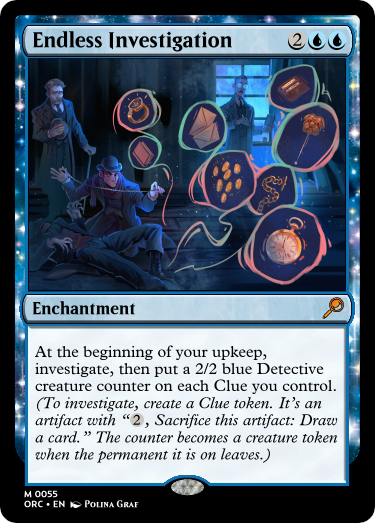 Endless Investigation 2
Enchantment
At the beginning of your upkeep,
investigate, then put a 2/2 blue Detective
creature counter on each Clue you control.
(To investigate, create a Clue token. It's an
artifact with “2, Sacrifice this artifact: Draw
a card.” The counter becomes a creature token
when the permanent it is on leaves.)
M 0055
ORC • EN Polina Graf